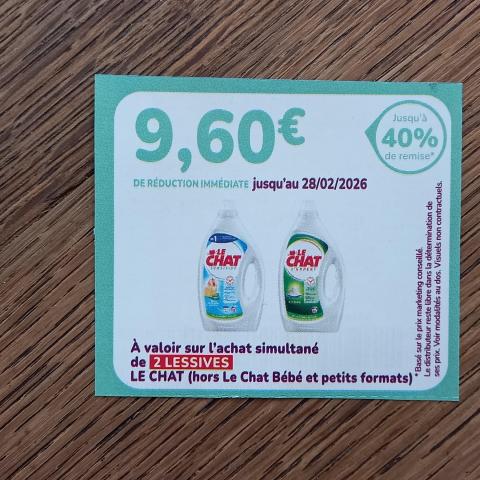 9,60€
Jusqu'à
40%
de remise*
DE RÉDUCTION IMMÉDIATE jusqu'au 28/02/2026
LE
CHAT
SENSITIVE
LE
CHAT
L'EXPERT
À valoir sur l'achat simultané
de 2 LESSIVES
LE CHAT (hors Le Chat Bébé et petits formats)
* Basé sur le prix marketing conseillé.
Le distributeur reste libre dans la détermination de
ses prix. Voir modalités au dos. Visuels non contractuels.